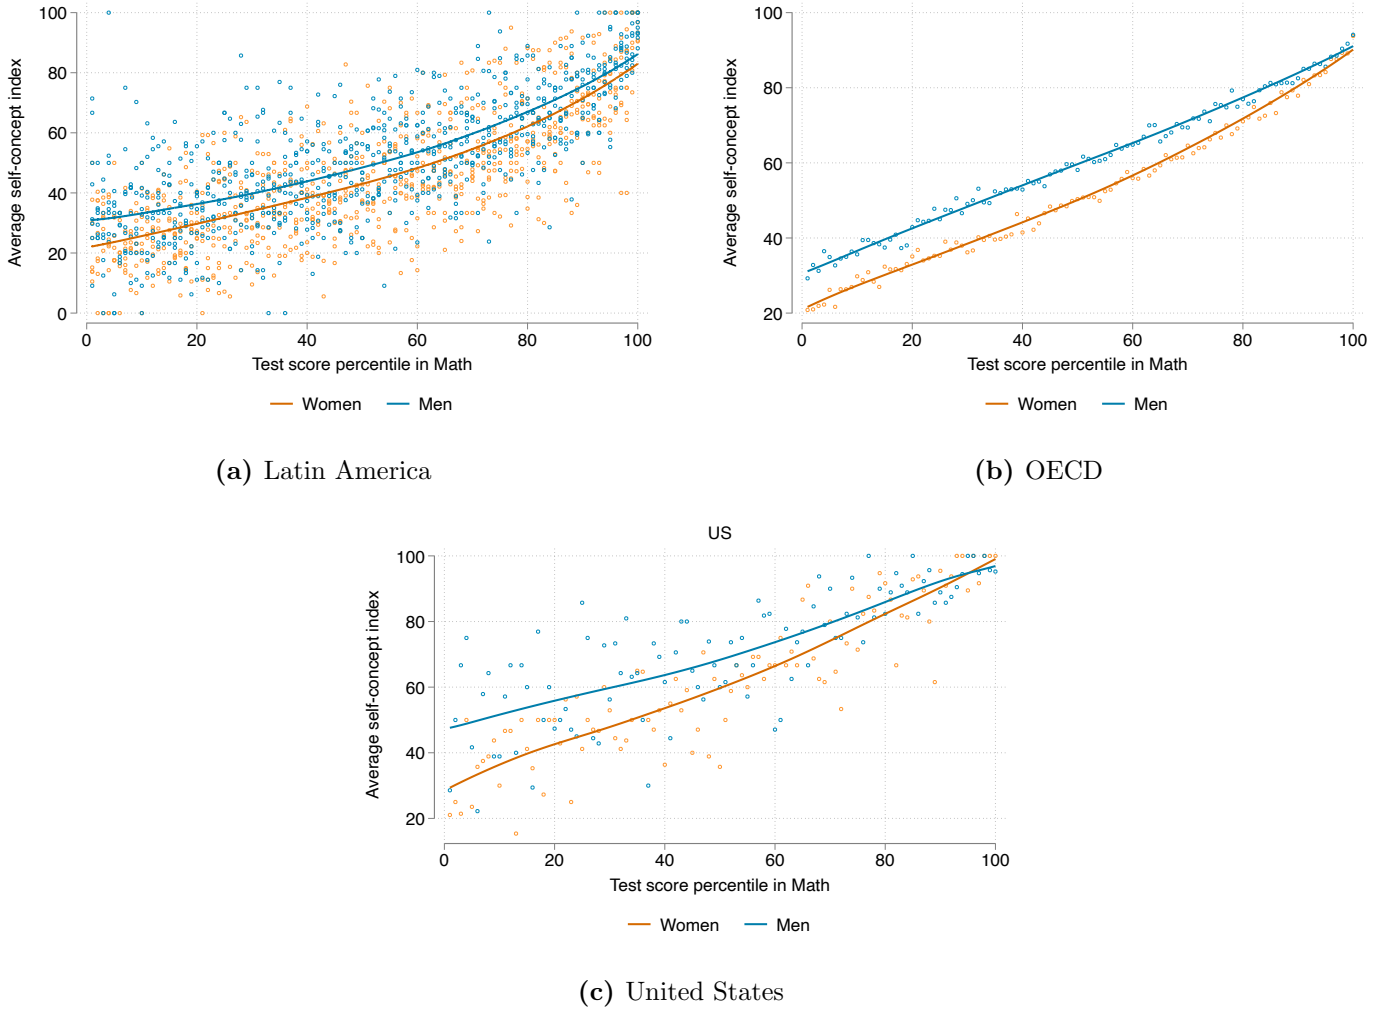 100
80
60
40
20
0
Average self-concept index
0 20 40 60 80 100
Test score percentile in Math
Women Men
(a) Latin America
100
80
60
40
20
Average self-concept index
0 20 40 60 80 100
Test score percentile in Math
Women Men
(b) OECD
US
100
80
60
40
20
Average self-concept index
0 20 40 60 80 100
Test score percentile in Math
Women Men
(c) United States